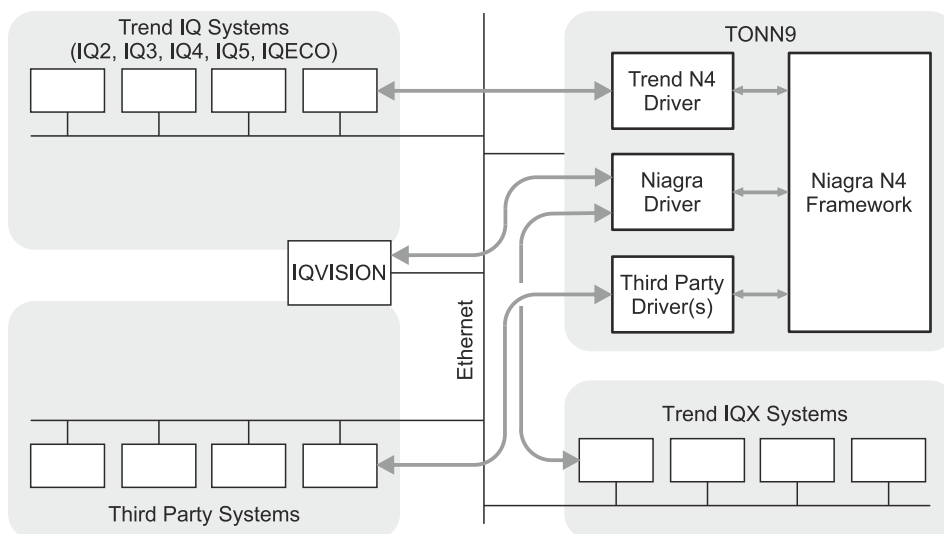 Trend IQ Systems
(IQ2, IQ3, IQ4, IQ5, IQECO)
TONN9
Trend N4
Driver
Niagra
Driver
Niagra N4
Framework
IQVISION
Third Party
Driver(s)
Ethernet
Trend IQX Systems
Third Party Systems